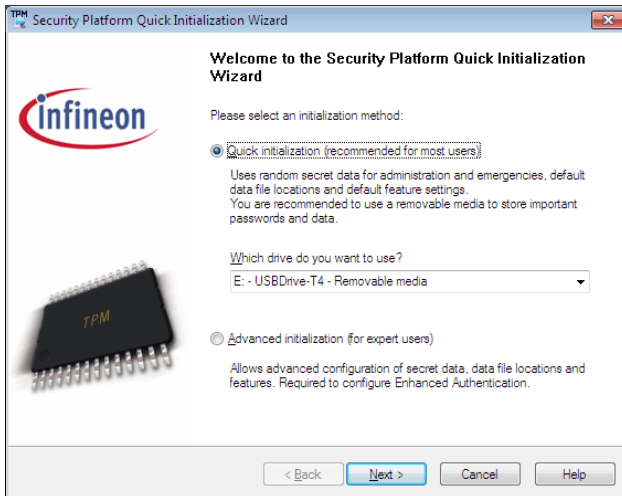 TPM
Security Platform Quick Initialization Wizard
Welcome to the Security Platform Quick Initialization
Wizard
infineon
Please select an initialization method:
Quick initialization (recommended for most users)
Uses random secret data for administration and emergencies, default
data file locations and default feature settings.
You are recommended to use a removable media to store important
passwords and data.
Which drive do you want to use?
E: - USBDrive-T4 - Removable media
TPM
Advanced initialization (for expert users)
Allows advanced configuration of secret data, data file locations and
features. Required to configure Enhanced Authentication.
< Back Next > Cancel Help